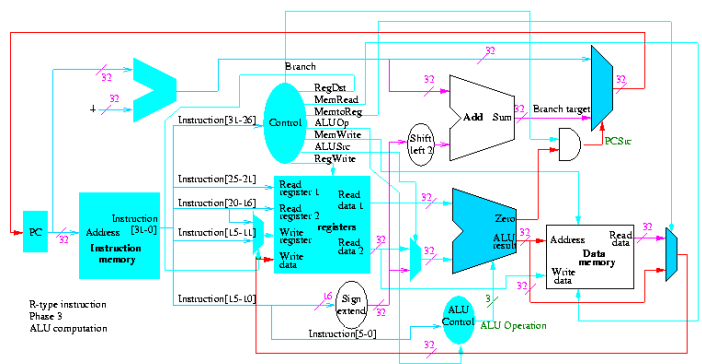 32
32
4
32
Branch
RegDst
MemRead
MemtoReg
ALUOp
MemWrite
ALUSrc
RegWrite
Control
Instruction[31-26]
32
32
32
Add Sum
32
Branch target
32
Shift
left 2
PCSrc
Instruction[25-21]
Instruction[20-16]
Instruction[15-11]
Read
register 1
Read
register 2
Write
register
Write
data
registers
Read
data 1
Read
data 2
32
32
32
Zero
ALU
result
PC
32
Address
Instruction
[31-0]
Instruction
memory
32
32
Address
Read
data
Data
memory
Write
data
32
Instruction[15-10]
16
Sign
extend
32
Instruction[5-0]
ALU
Control
3
ALU Operation
32
R-type instruction
Phase 3
ALU computation